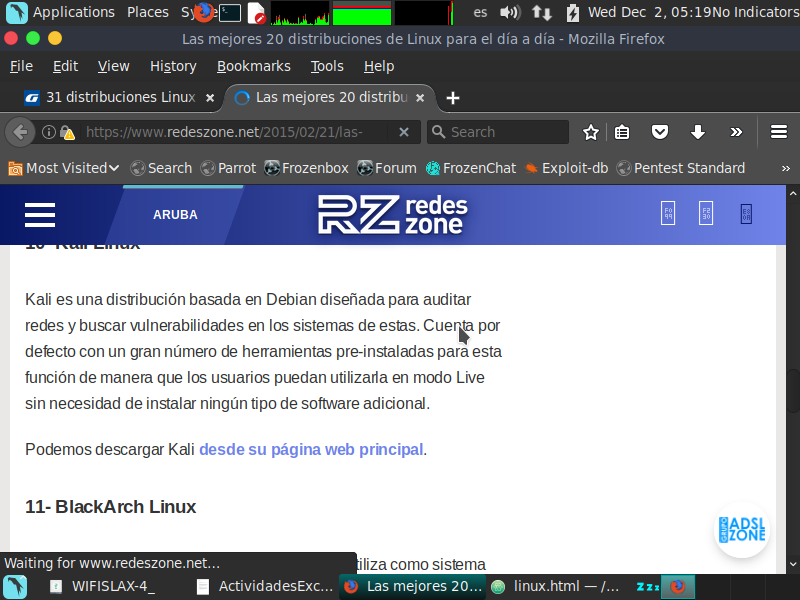 Applications Places Sy
es
Wed Dec 2, 05:19 No Indicators
Las mejores 20 distribuciones de Linux para el día a día - Mozilla Firefox
File Edit View History Bookmarks Tools Help
31 distribuciones Linux
Las mejores 20 distribu
https://www.redeszone.net/2015/02/21/las-
Search
Most Visited Search Parrot Frozenbox Forum FrozenChat Exploit-db Pentest Standard »
ARUBA
RZ redes zone
10- Kali Linux
Kali es una distribución basada en Debian diseñada para auditar
redes y buscar vulnerabilidades en los sistemas de estas. Cuenta por
defecto con un gran número de herramientas pre-instaladas para esta
función de manera que los usuarios puedan utilizarla en modo Live
sin necesidad de instalar ningún tipo de software adicional.
Podemos descargar Kali desde su página web principal.
11- BlackArch Linux
tiliza como sistema
GRUPO ADSL ZONE
Waiting for www.redeszone.net...
WIFISLAX-4_ ActividadesExc... Las mejores 20... linux.html — /... zzz